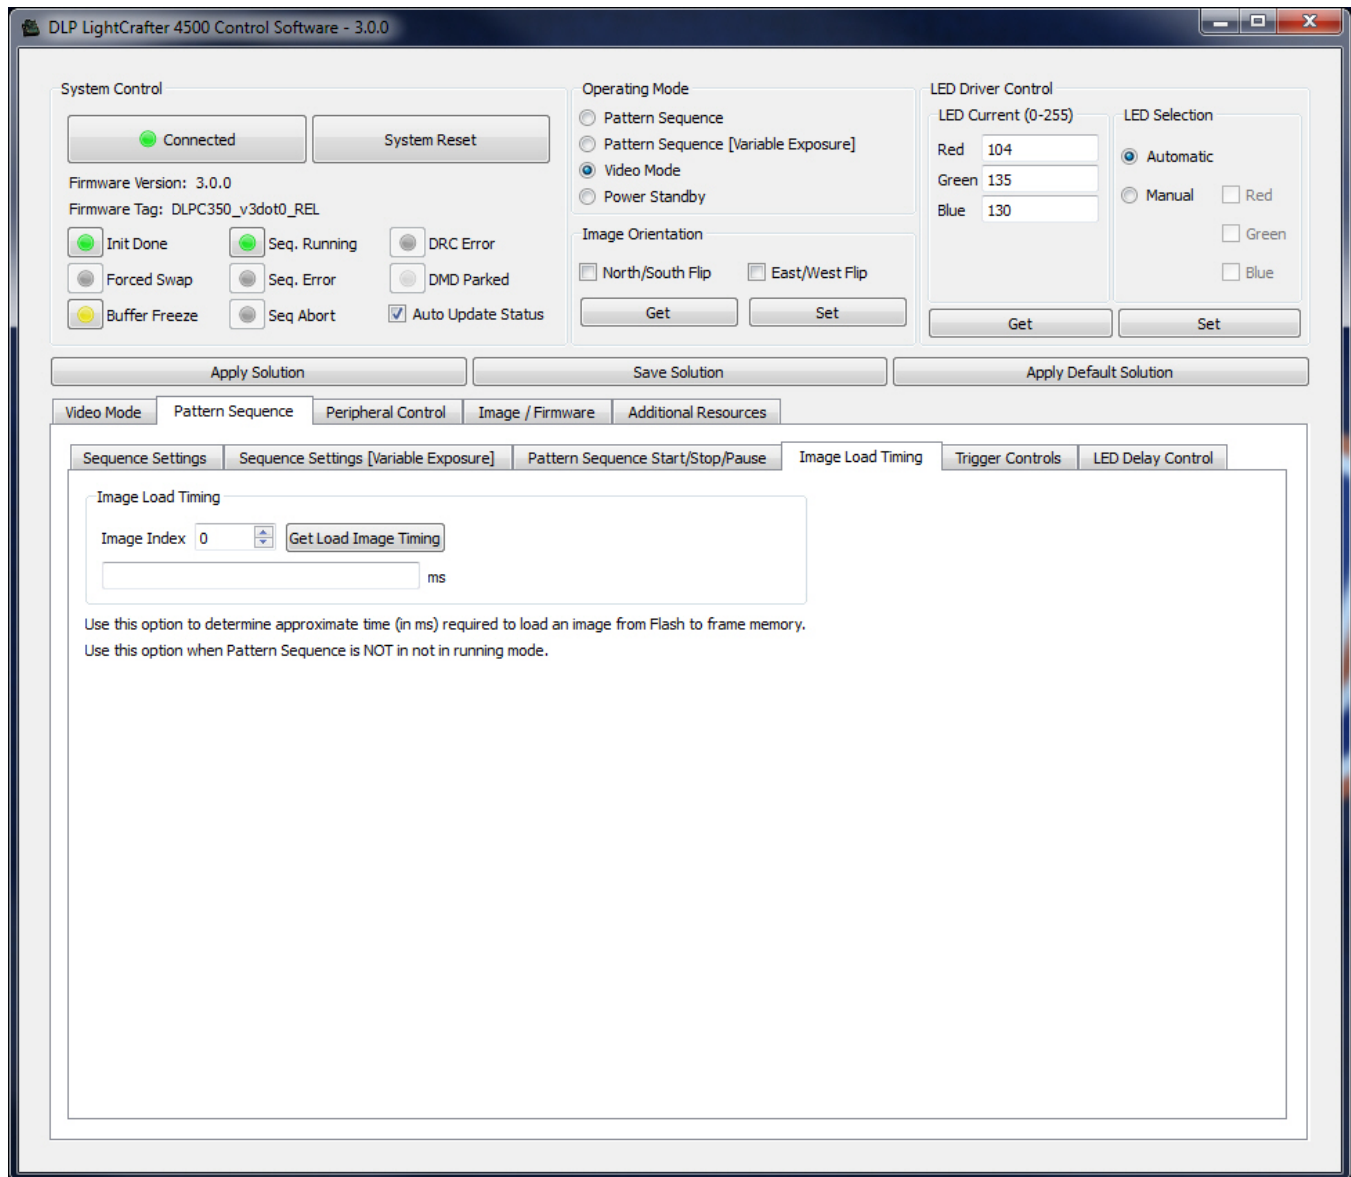 DLP LightCrafter 4500 Control Software - 3.0.0
System Control
Connected
System Reset
Firmware Version: 3.0.0
Firmware Tag: DLPC350_v3dot0_REL
Init Done
Seq. Running
DRC Error
Forced Swap
Seq. Error
DMD Parked
Buffer Freeze
Seq Abort
Auto Update Status
Operating Mode
Pattern Sequence
Pattern Sequence [Variable Exposure]
Video Mode
Power Standby
Image Orientation
North/South Flip
East/West Flip
Get
Set
LED Driver Control
LED Current (0-255)
Red 104
Green 135
Blue 130
LED Selection
Automatic
Manual
Red
Green
Blue
Get
Set
Apply Solution
Save Solution
Apply Default Solution
Video Mode
Pattern Sequence
Peripheral Control
Image / Firmware
Additional Resources
Sequence Settings
Sequence Settings [Variable Exposure]
Pattern Sequence Start/Stop/Pause
Image Load Timing
Trigger Controls
LED Delay Control
Image Load Timing
Image Index 0
Get Load Image Timing
ms
Use this option to determine approximate time (in ms) required to load an image from Flash to frame memory.
Use this option when Pattern Sequence is NOT in not in running mode.